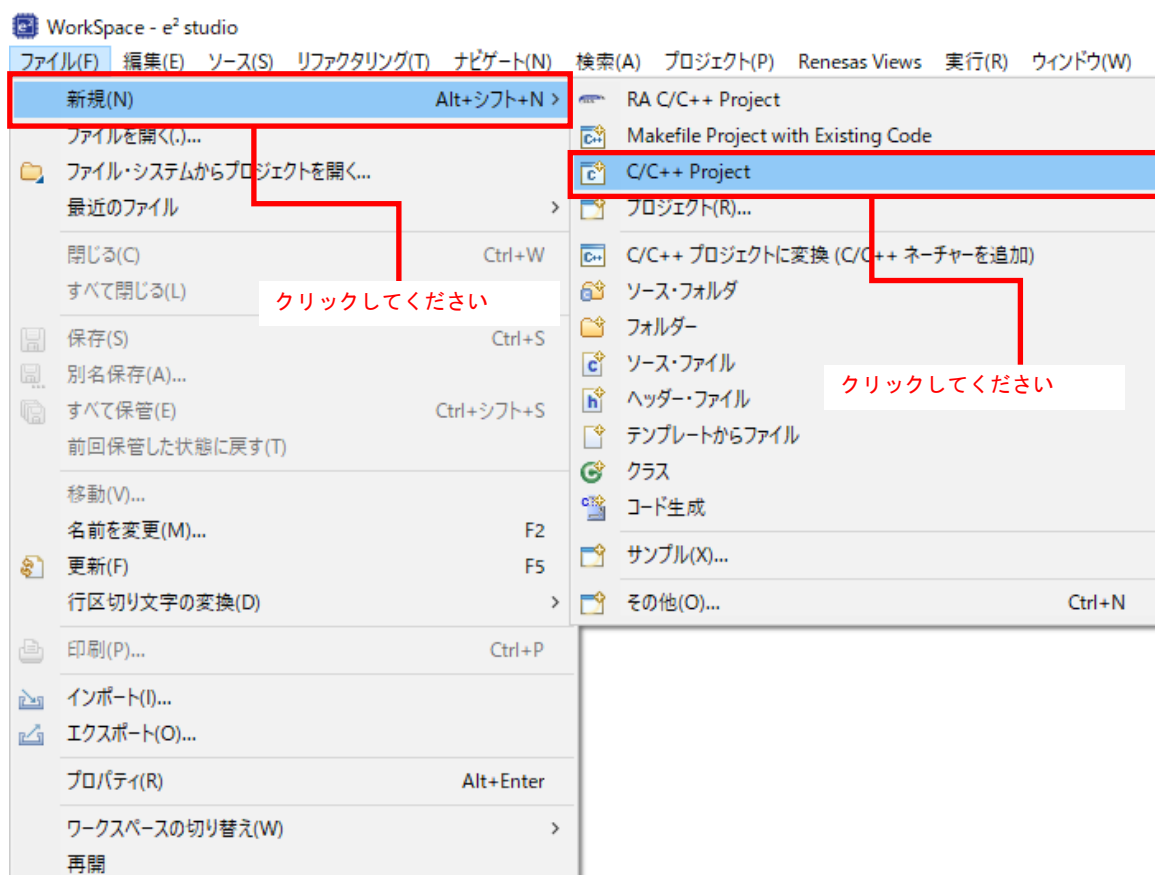 WorkSpace - e² studio
ファイル(F) 編集(E) ソース(S) リファクタリング(T) ナビゲート(N) 検索(A) プロジェクト(P) Renesas Views 実行(R) ウィンドウ(W)
新規(N) Alt+シフト+N >
ファイルを開く(.)...
ファイル・システムからプロジェクトを開く...
最近のファイル >
閉じる(C) Ctrl+W
すべて閉じる(L)
クリックしてください
保存(S) Ctrl+S
別名保存(A)...
すべて保管(E) Ctrl+シフト+S
前回保管した状態に戻す(T)
移動(V)...
名前を変更(M)... F2
更新(F) F5
行区切り文字の変換(D) >
印刷(P)... Ctrl+P
インポート(I)...
エクスポート(O)...
プロパティ(R) Alt+Enter
ワークスペースの切り替え(W) >
再開
RA C/C++ Project
Makefile Project with Existing Code
C/C++ Project
プロジェクト(R)...
C/C++ プロジェクトに変換 (C/C++ ネーチャーを追加)
ソース・フォルダ
フォルダー
ソース・ファイル
クリックしてください
ヘッダー・ファイル
テンプレートからファイル
クラス
コード生成
サンプル(X)...
その他(O)... Ctrl+N